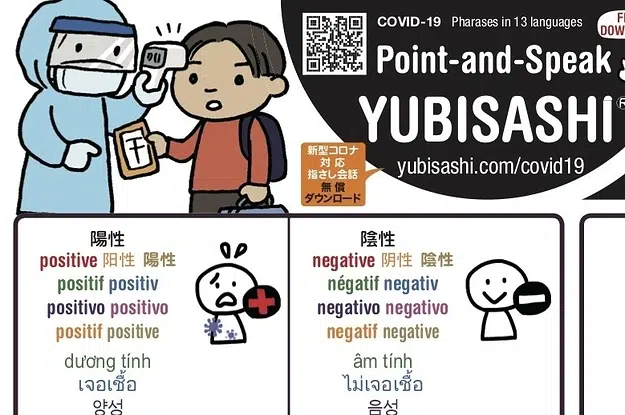 COVID-19 Pharases in 13 languages
Point-and-Speak
YUBISASHI®
yubisashi.com/covid19
新型コロナ
対応
指さし会話
無償
ダウンロード
陽性
positive 阳性 陽性
positif positiv
positivo positivo
positif positive
dương tính
เจอเชื้อ
양성
陰性
negative 阴性 陰性
négatif negativ
negativo negativo
negatif negative
âm tính
ไม่เจอเชื้อ
음성